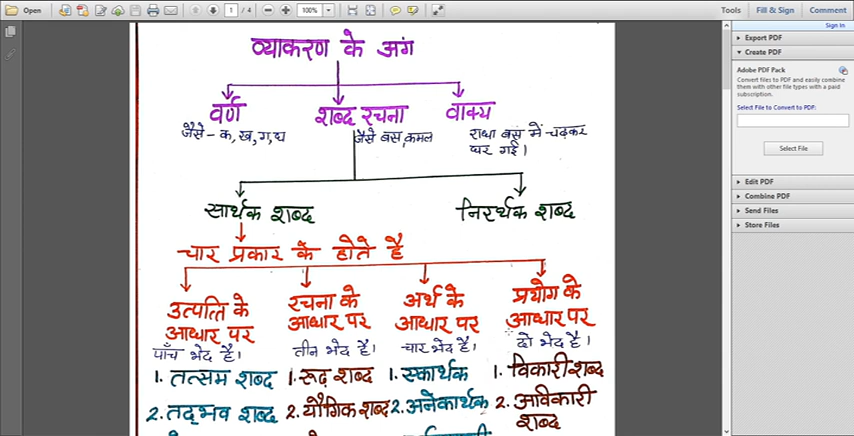 Open
1 / 4
100%
Tools
Fill & Sign
Comment
Sign In
Export PDF
Create PDF
Adobe PDF Pack
Convert files to PDF and easily combine
them with other file types with a paid
subscription.
Select File to Convert to PDF:
Select File
Edit PDF
Combine PDF
Send Files
Store Files
व्याकरण के अंग
वर्ण शब्द रचना वाक्य
जैसे - क, ख, ग, घ जैसे बस, कमल राधा बस में चढ़कर
घर गई।
सार्थक शब्द निरर्थक शब्द
चार प्रकार के होते है
उत्पति के रचना के अर्थ के प्रयोग के
आधार पर आधार पर आधार पर आधार पर
पाँच भेद है। तीन भेद है। चार भेद है। दो भेद है।
1. तत्सम शब्द 1. रूढ़ शब्द 1. एकार्थक 1. विकारी शब्द
2. तद्भव शब्द 2. यौगिक शब्द 2. अनेकार्थक 2. अविकारी
शब्द